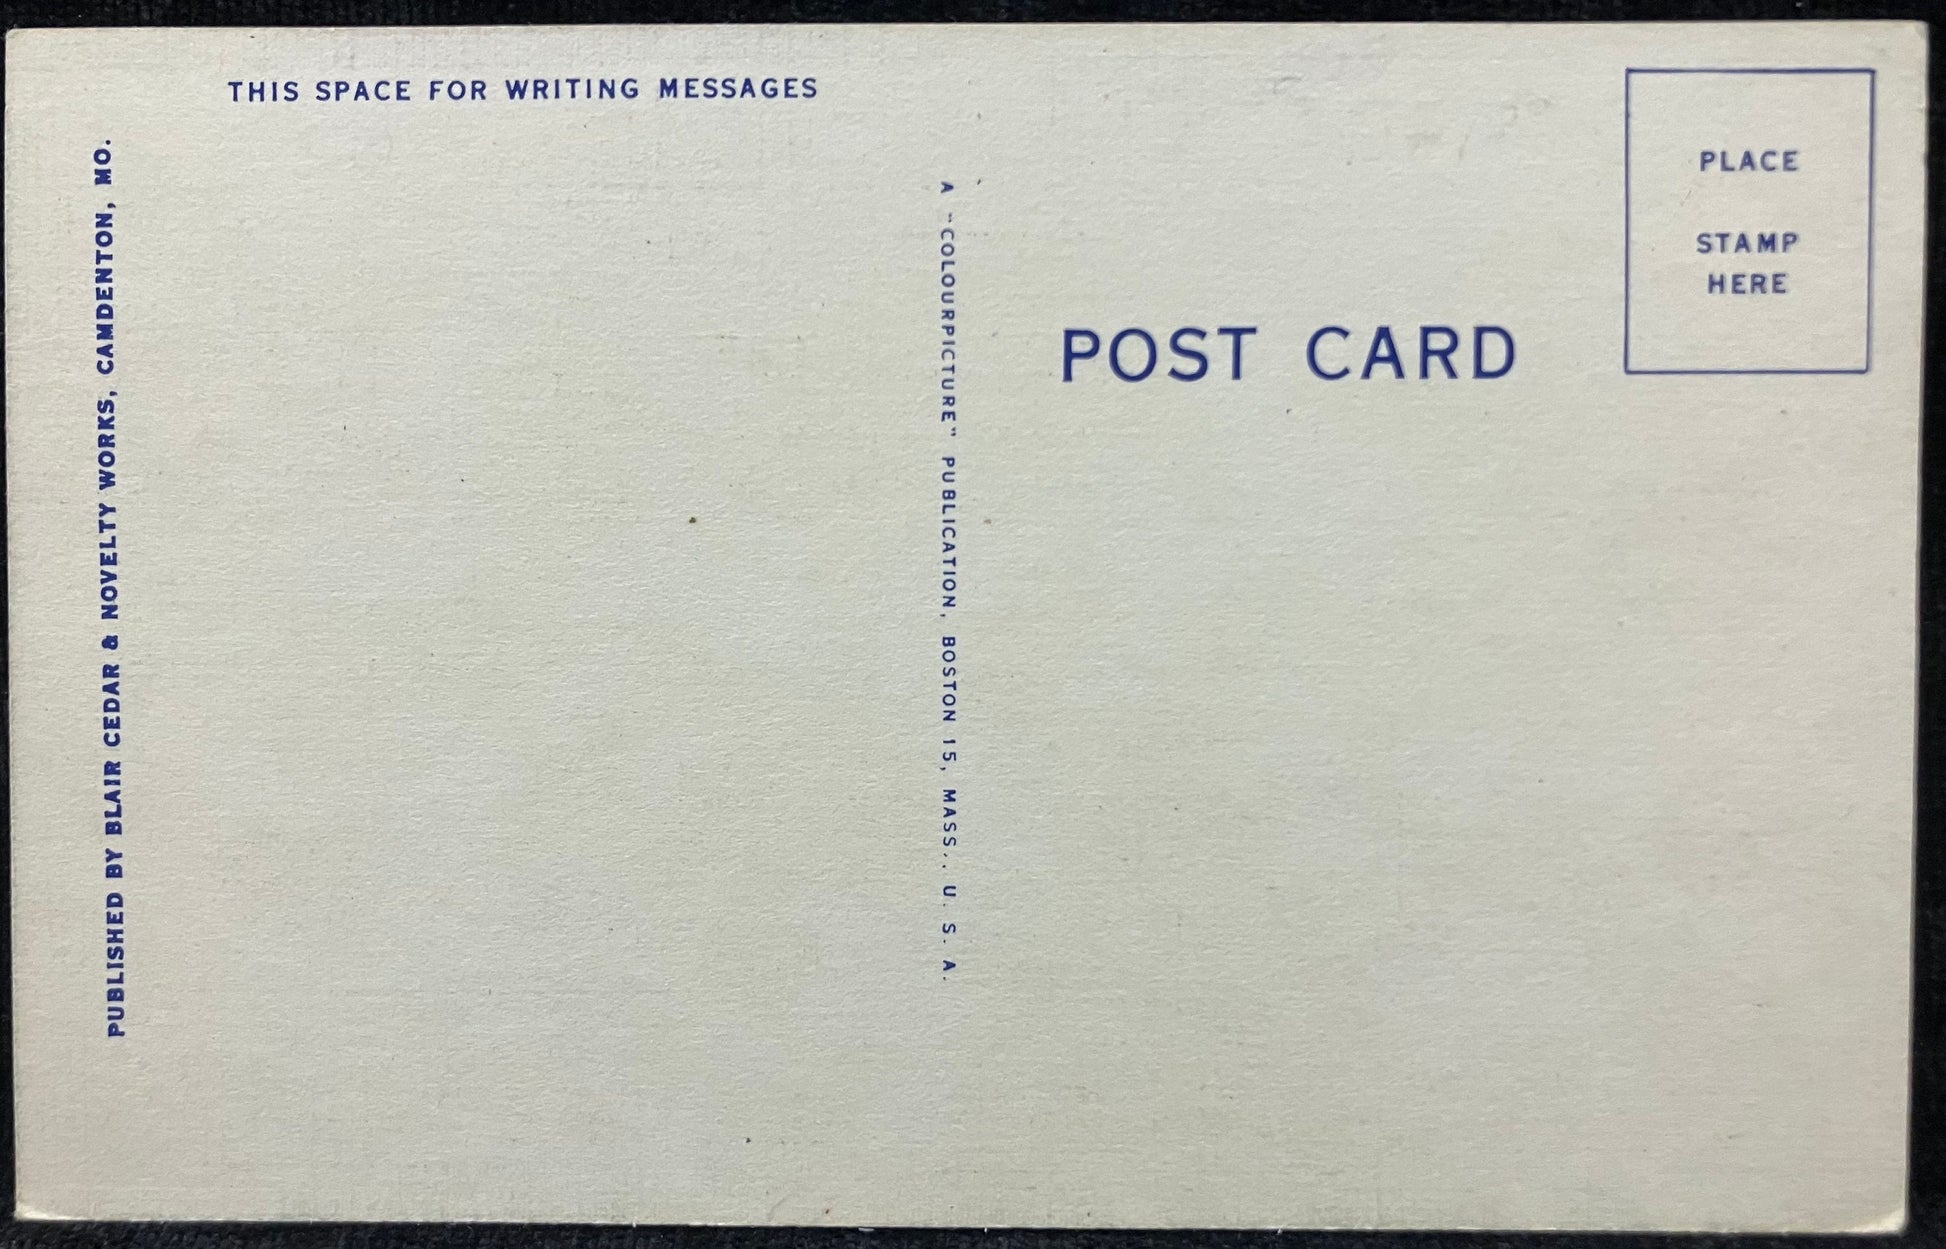 THIS SPACE FOR WRITING MESSAGES
PUBLISHED BY BLAIR CEDAR & NOVELTY WORKS, CAMDENTON, MO.
A "COLOURPICTURE" PUBLICATION, BOSTON 15, MASS., U. S. A.
POST CARD
PLACE
STAMP
HERE